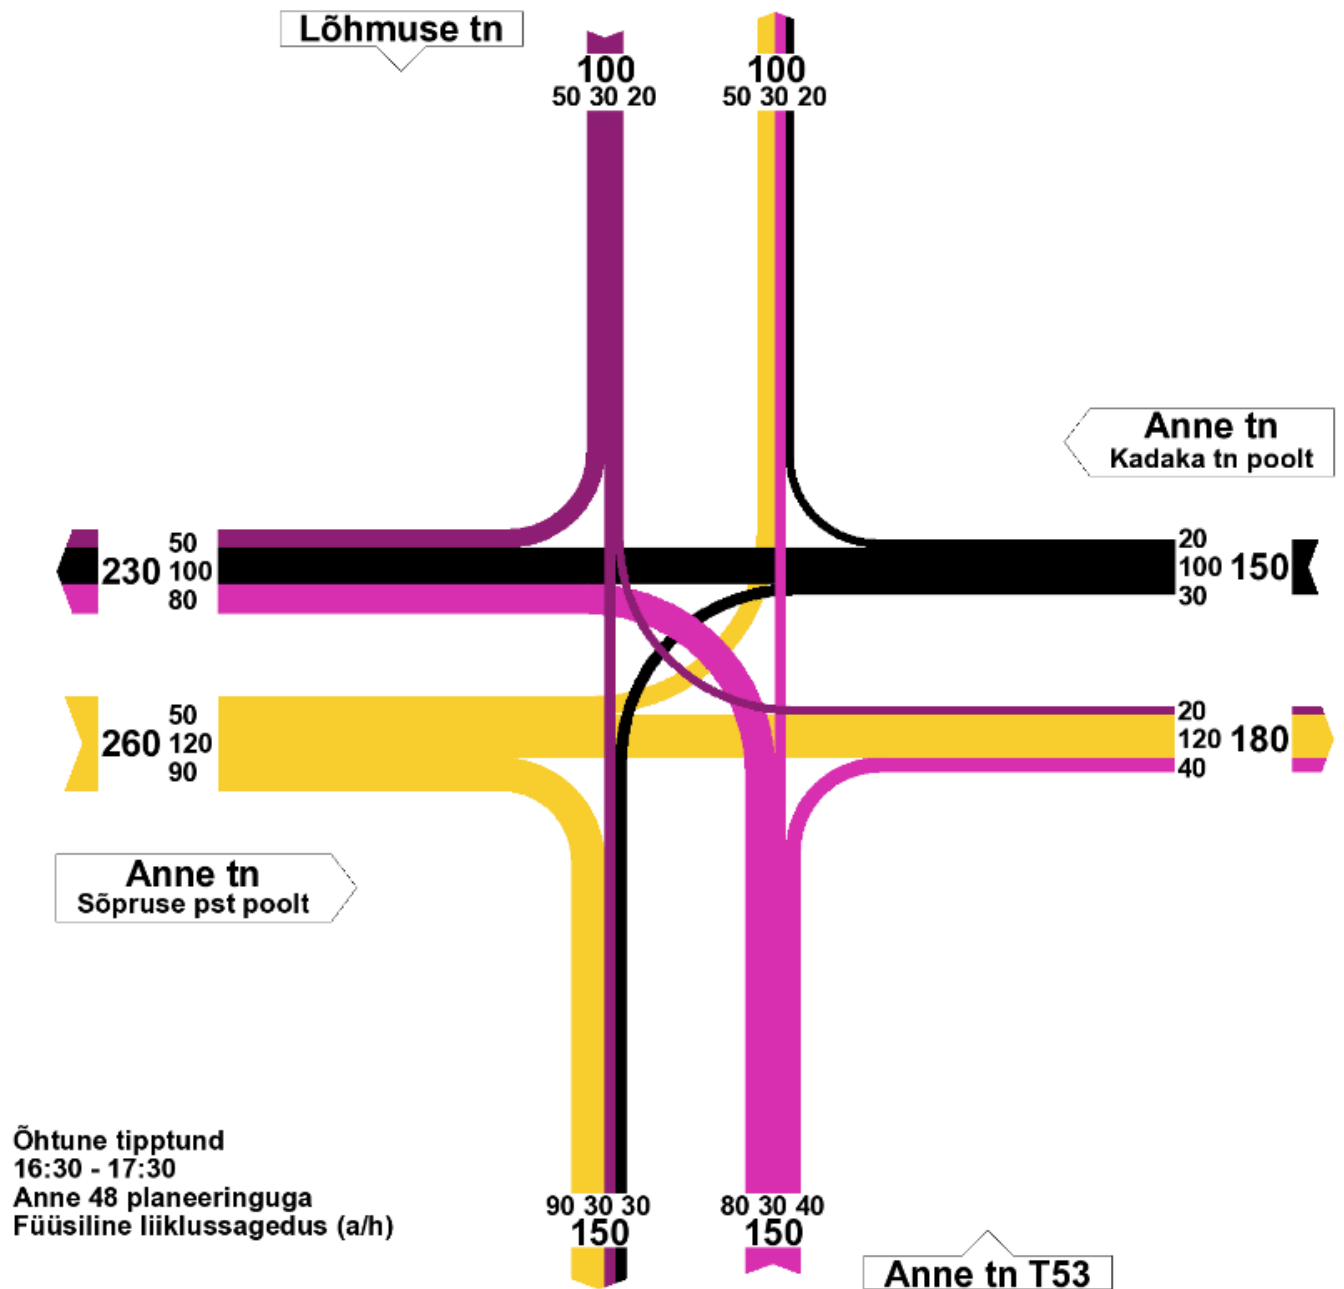 Lõhmuse tn
100
50 30 20
100
50 30 20
Anne tn
Kadaka tn poolt
50
230 100
80
20
100 150
30
50
260 120
90
20
120 180
40
Anne tn
Sõpruse pst poolt
Õhtune tipptund
16:30 - 17:30
Anne 48 planeeringuga
Füüsiline liiklussagedus (a/h)
90 30 30
150
80 30 40
150
Anne tn T53